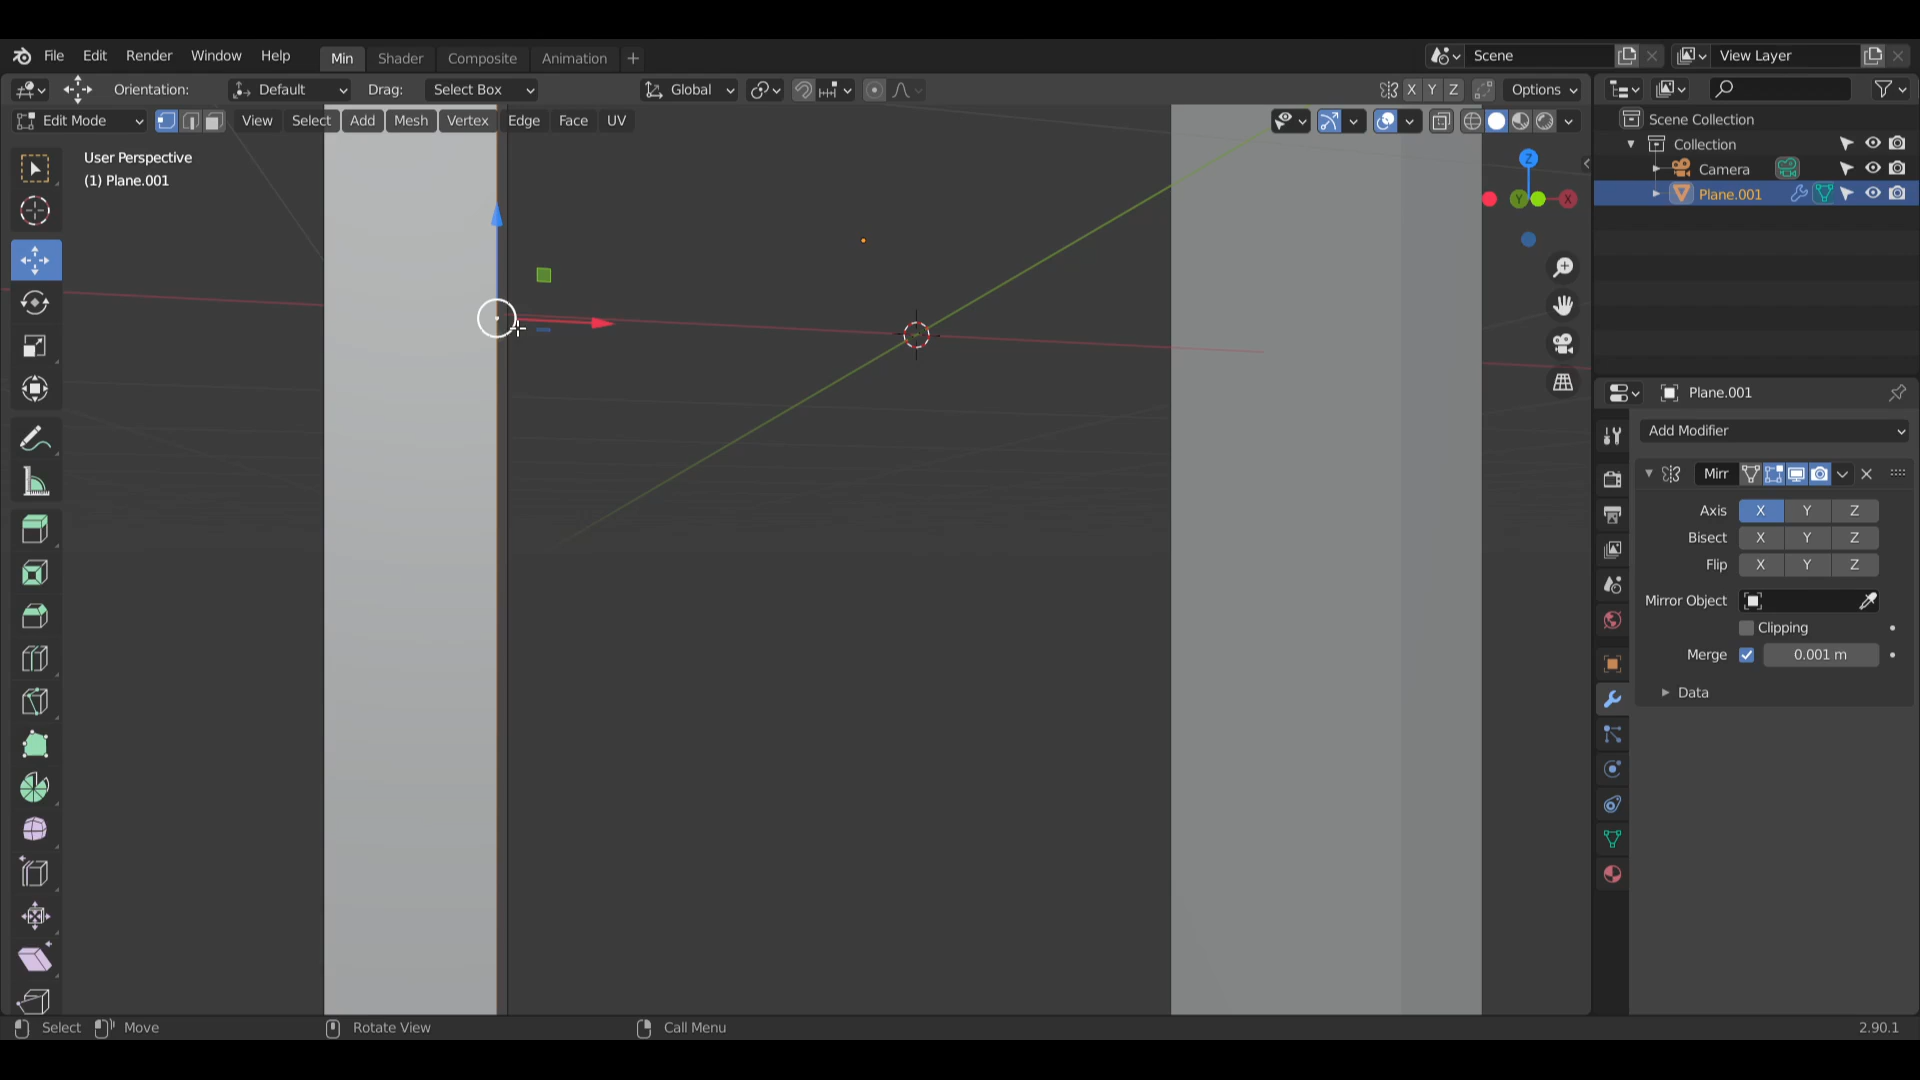 File Edit Render Window Help Min Shader Composite Animation + Scene View Layer
Orientation: Default Drag: Select Box Global X Y Z Options
Edit Mode View Select Add Mesh Vertex Edge Face UV Scene Collection
Collection
User Perspective
Z
Camera
(1) Plane.001
Plane.001
Y X
Plane.001
Add Modifier
Mirr
Axis X Y Z
Bisect X Y Z
Flip X Y Z
Mirror Object
Clipping
Merge 0.001 m
Data
Select Move Rotate View Call Menu 2.90.1